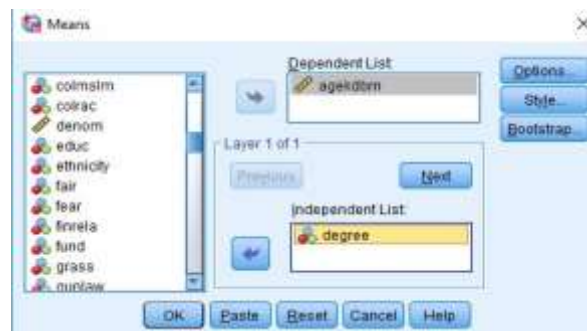 Means
colmslm
colrac
denom
educ
ethnicity
fair
fear
finrela
fund
grass
gunlaw
Dependent List:
agekdbrn
Layer 1 of 1
Previous
Next
Independent List:
degree
Options...
Style...
Bootstrap...
OK
Paste
Reset
Cancel
Help